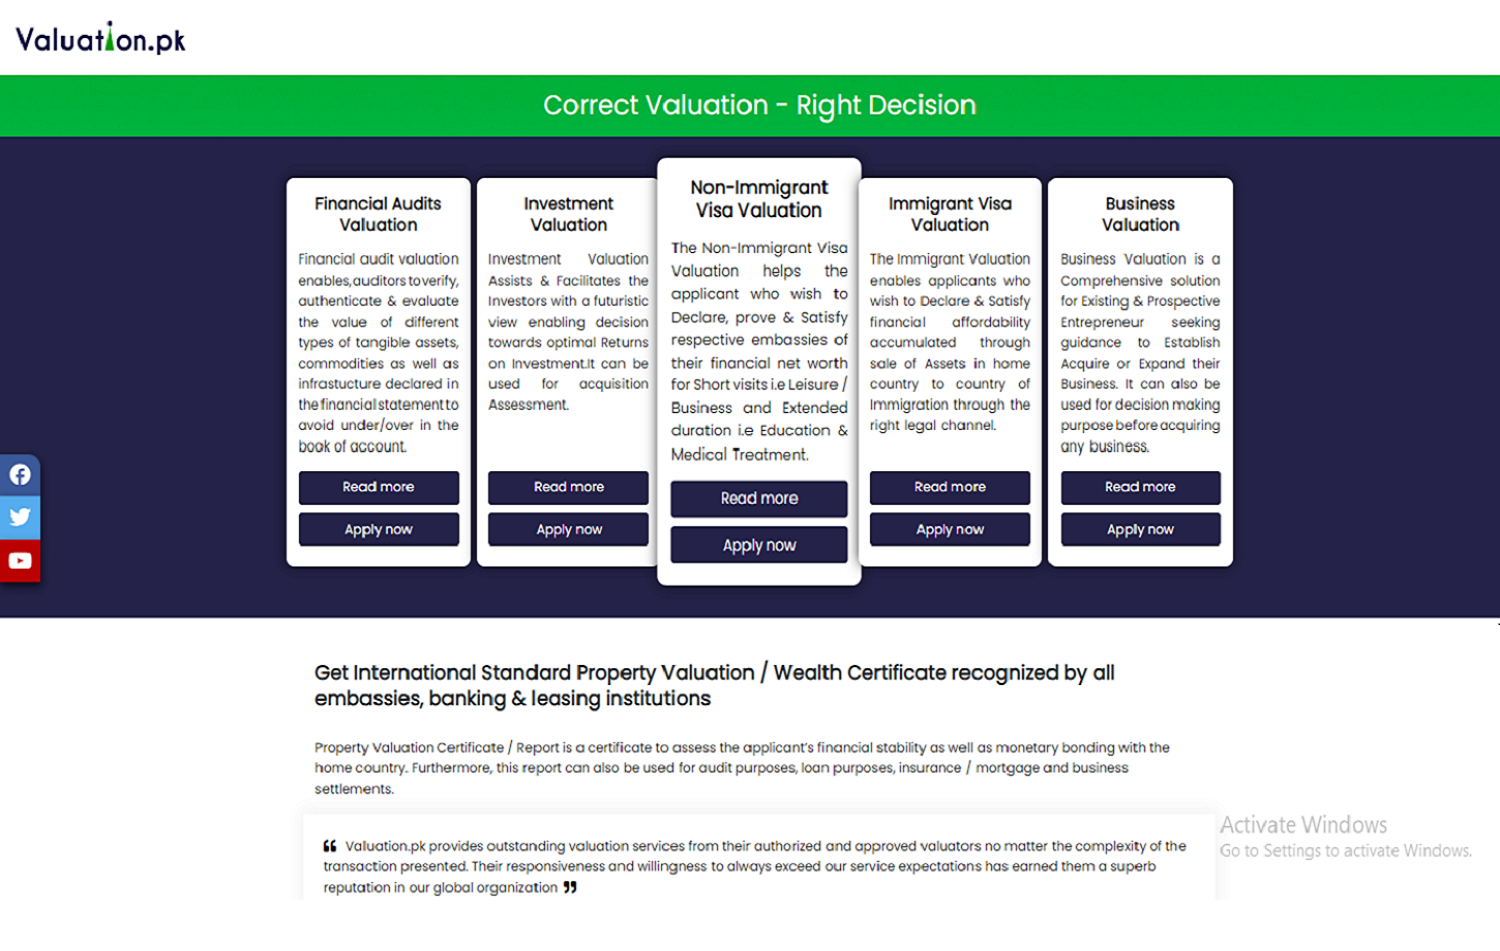 Valuation.pk
Correct Valuation - Right Decision
Financial Audits
Valuation
Financial audit valuation
enables,auditors to verify,
authenticate & evaluate
the value of different
types of tangible assets,
commodities as well as
infrastucture declared in
the financial statement to
avoid under/over in the
book of account.
Read more
Apply now
Investment
Valuation
Investment Valuation
Assists & Facilitates the
Investors with a futuristic
view enabling decision
towards optimal Returns
on Investment.It can be
used for acquisition
Assessment.
Read more
Apply now
Non-Immigrant
Visa Valuation
The Non-Immigrant Visa
Valuation helps the
applicant who wish to
Declare, prove & Satisfy
respective embassies of
their financial net worth
for Short visits i.e Leisure /
Business and Extended
duration i.e Education &
Medical Treatment.
Read more
Apply now
Immigrant Visa
Valuation
The Immigrant Valuation
enables applicants who
wish to Declare & Satisfy
financial affordability
accumulated through
sale of Assets in home
country to country of
Immigration through the
right legal channel.
Read more
Apply now
Business
Valuation
Business Valuation is a
Comprehensive solution
for Existing & Prospective
Entrepreneur seeking
guidance to Establish
Acquire or Expand their
Business. It can also be
used for decision making
purpose before acquiring
any business.
Read more
Apply now
Get International Standard Property Valuation / Wealth Certificate recognized by all
embassies, banking & leasing institutions
Property Valuation Certificate / Report is a certificate to assess the applicant's financial stability as well as monetary bonding with the
home country. Furthermore, this report can also be used for audit purposes, loan purposes, insurance / mortgage and business
settlements.
❝ Valuation.pk provides outstanding valuation services from their authorized and approved valuators no matter the complexity of the
transaction presented. Their responsiveness and willingness to always exceed our service expectations has earned them a superb
reputation in our global organization ❞
Activate Windows
Go to Settings to activate Windows.